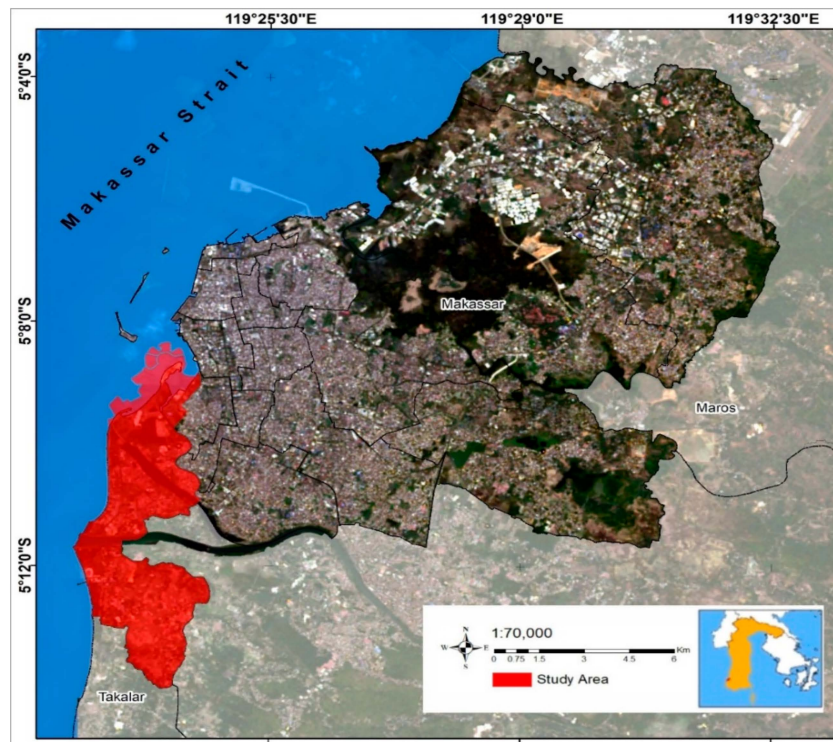 119°25'30"E 119°29'0"E 119°32'30"E
5°4'0"S
Makassar Strait
5°8'0"S
Makassar
Maros
5°12'0"S
N
W E
S
1:70,000
0 0.75 1.5 3 4.5 6 Km
Study Area
Takalar